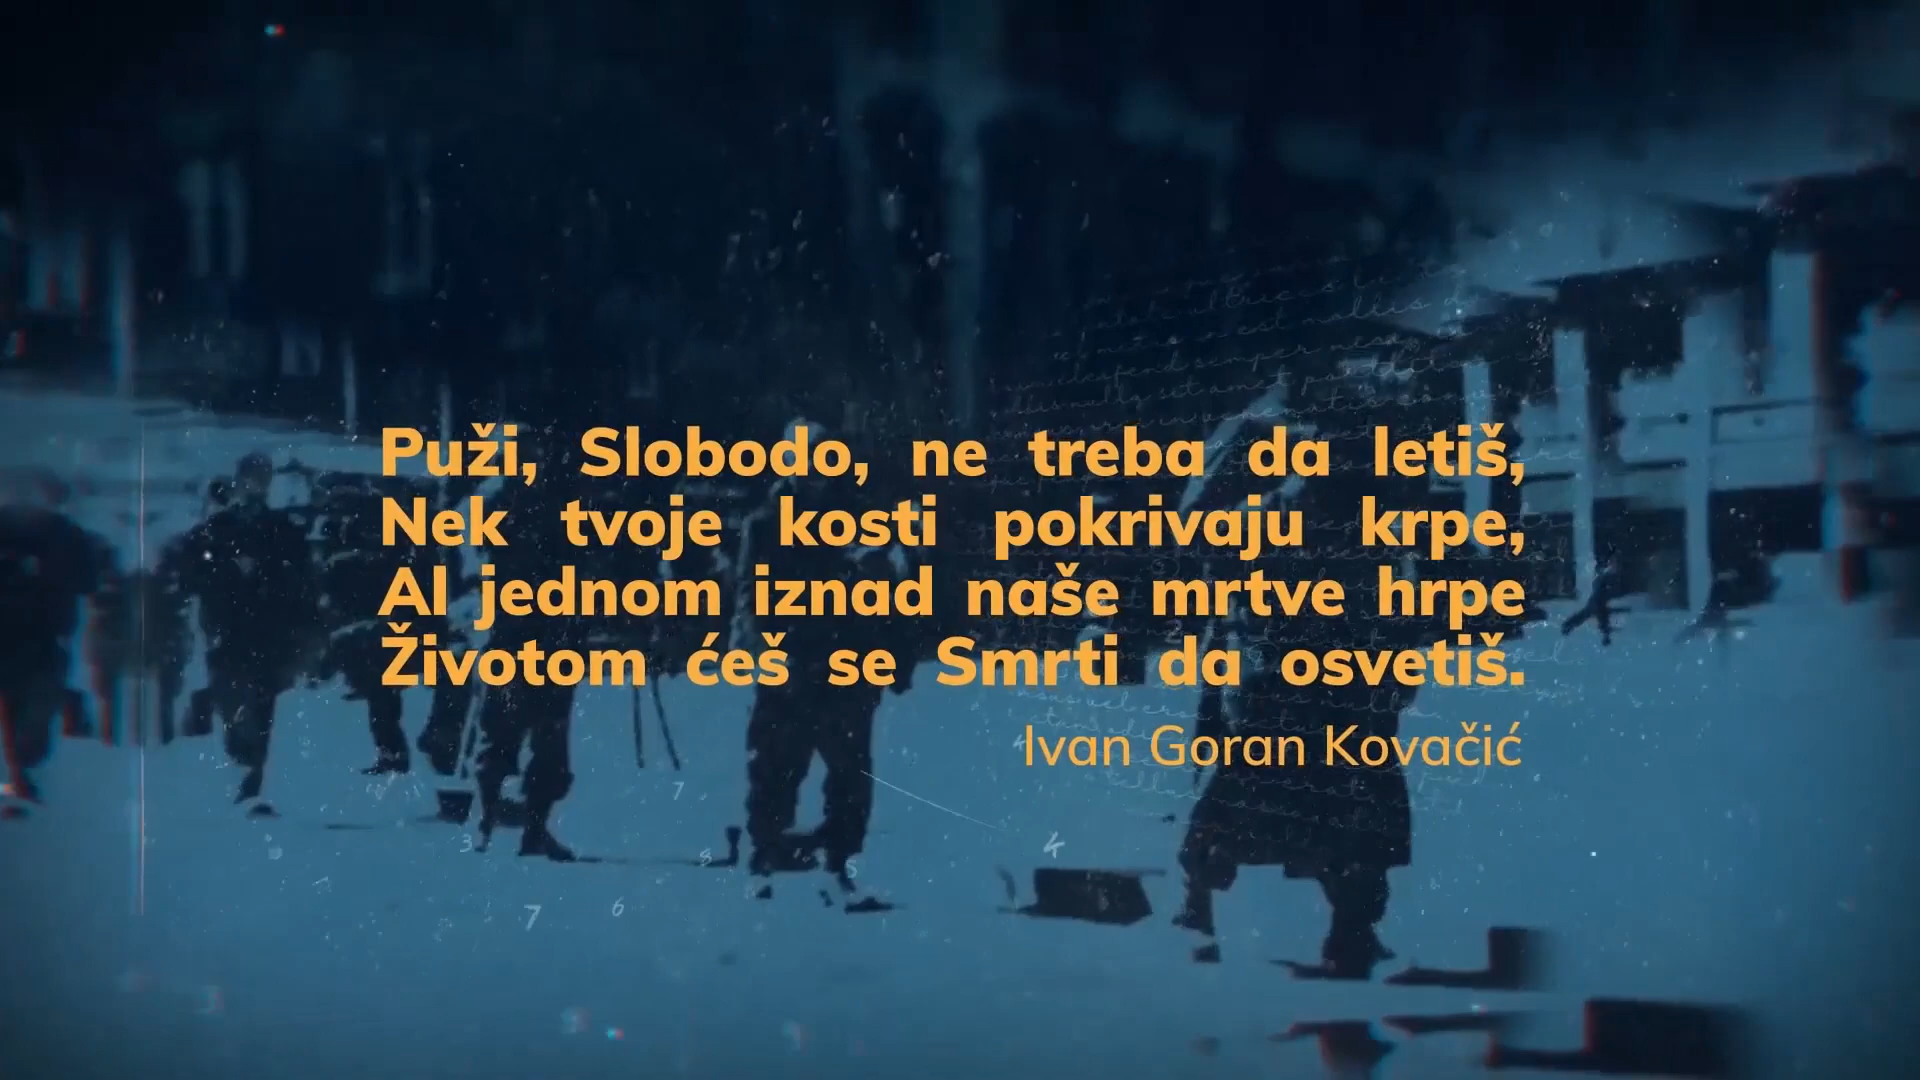 Puži, Slobodo, ne treba da letiš,
Nek tvoje kosti pokrivaju krpe,
Al jednom iznad naše mrtve hrpe
Životom ćeš se Smrti da osvetiš.
Ivan Goran Kovačić